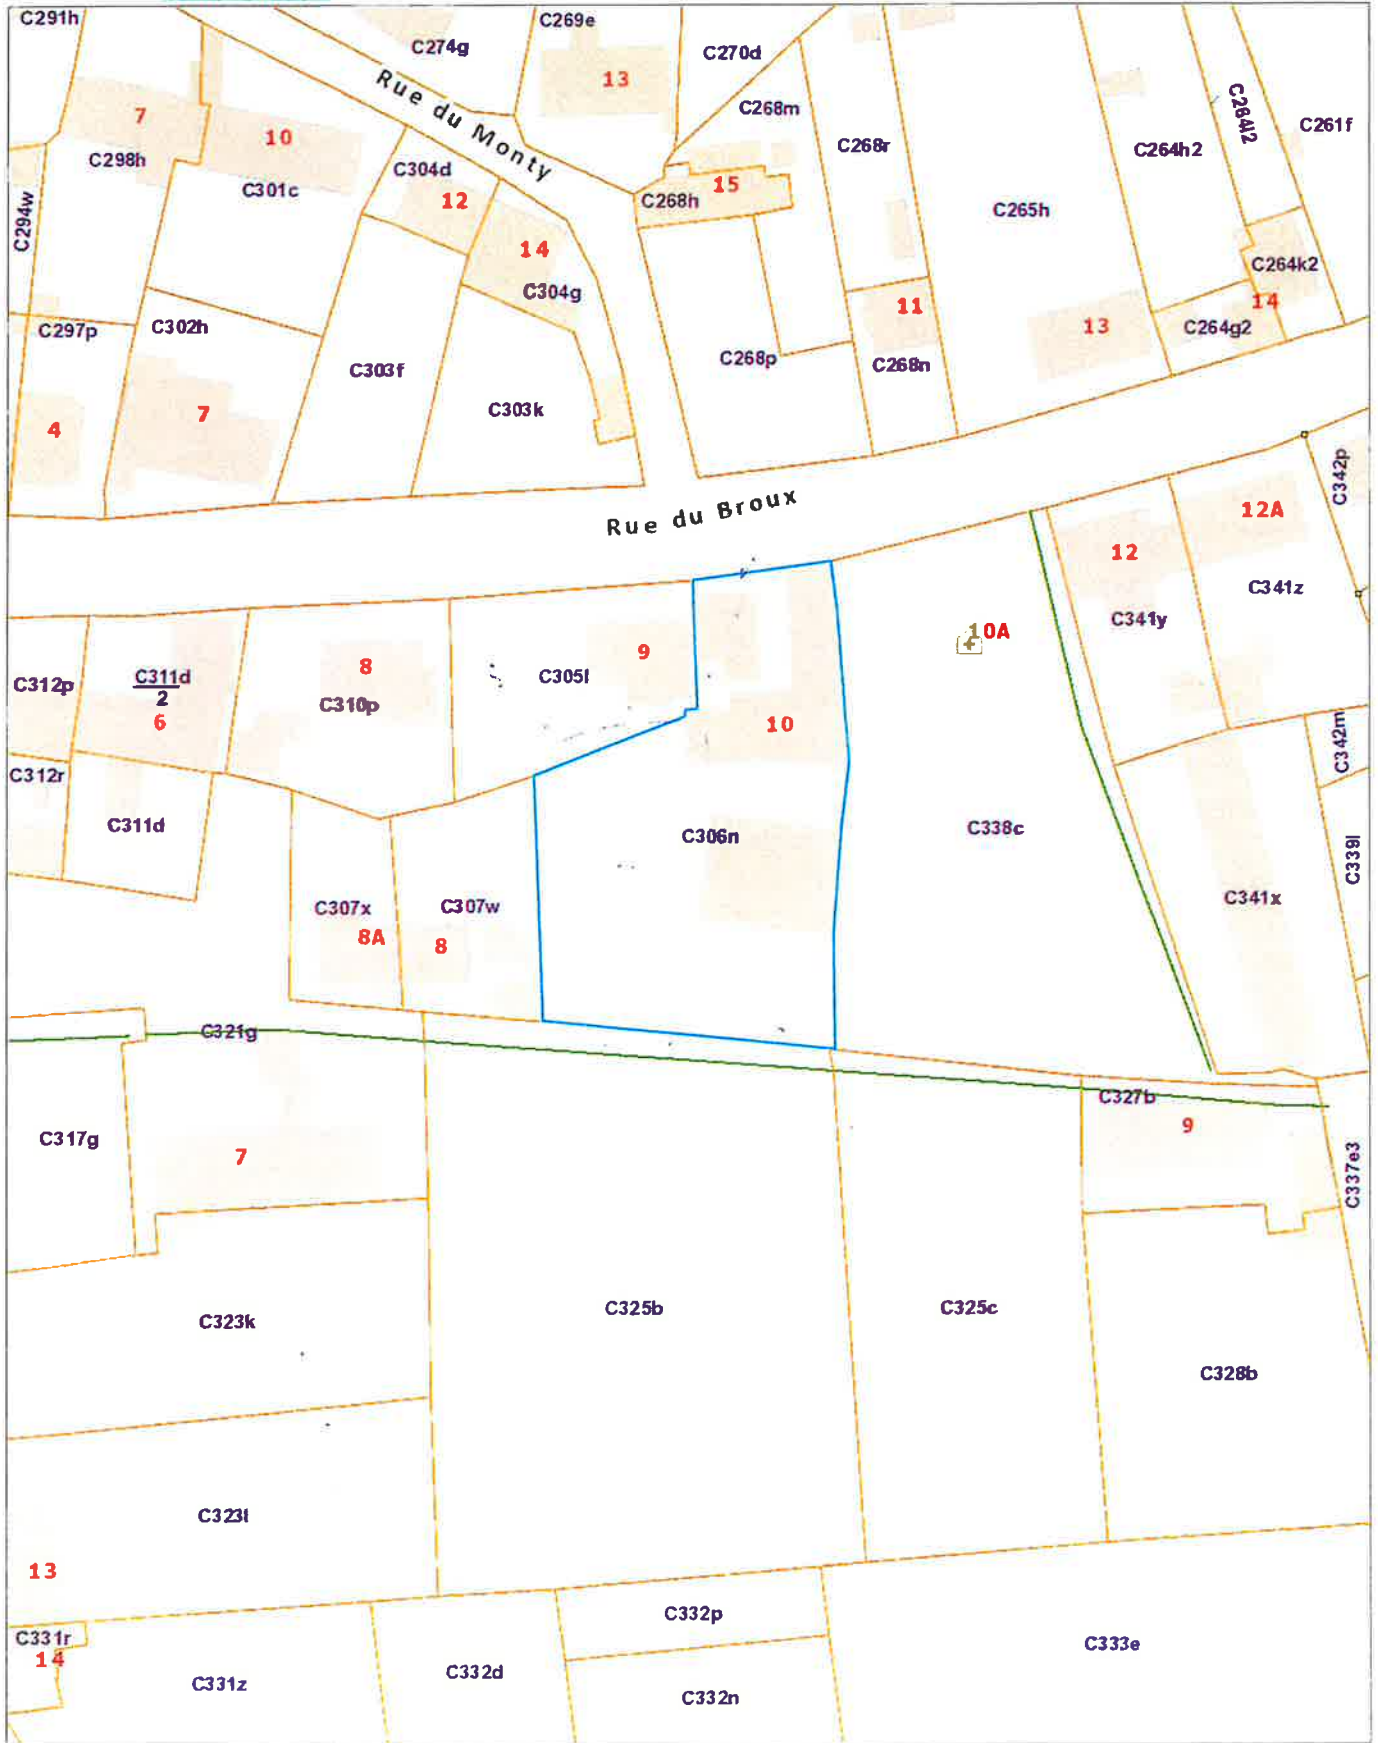 C291h
C274g
C269e
C270d
13
Rue du Monty
C268m
C264l2
C261f
7
10
C298h
C301c
C304d
12
C268r
C264h2
C294w
C268h
15
C265h
14
C304g
C264k2
14
C297p
C302h
C303f
C268p
11
C268n
13
C264g2
4
7
C303k
Rue du Broux
C342p
12A
12
C341z
C341y
10A
C312p
C311d
2
6
8
C310p
C305l
9
10
C342m
C312r
C311d
C306n
C338c
C339l
C307x
8A
C307w
8
C341x
C321g
C327b
9
C317g
7
C337e3
C323k
C325b
C325c
C328b
C323l
13
C331r
14
C331z
C332d
C332p
C332n
C333e